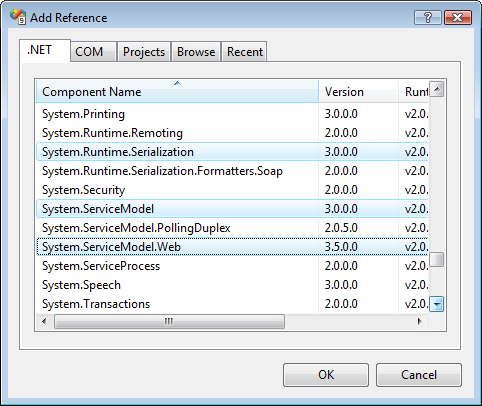 Add Reference
.NET COM Projects Browse Recent
Component Name Version Runt
System.Printing 3.0.0.0 v2.0.
System.Runtime.Remoting 2.0.0.0 v2.0.
System.Runtime.Serialization 3.0.0.0 v2.0.
System.Runtime.Serialization.Formatters.Soap 2.0.0.0 v2.0.
System.Security 2.0.0.0 v2.0.
System.ServiceModel 3.0.0.0 v2.0.
System.ServiceModel.PollingDuplex 2.0.5.0 v2.0.
System.ServiceModel.Web 3.5.0.0 v2.0.
System.ServiceProcess 2.0.0.0 v2.0.
System.Speech 3.0.0.0 v2.0.
System.Transactions 2.0.0.0 v2.0.
OK Cancel